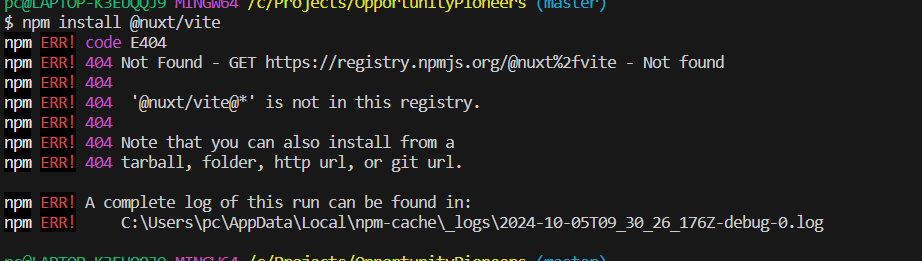 pc@LAPTOP-K3EUQQJ9 MINGW64 /c/Projects/OpportunityPioneers (master)
$ npm install @nuxt/vite
npm ERR! code E404
npm ERR! 404 Not Found - GET https://registry.npmjs.org/@nuxt%2fvite - Not found
npm ERR! 404
npm ERR! 404  '@nuxt/vite@*' is not in this registry.
npm ERR! 404
npm ERR! 404 Note that you can also install from a
npm ERR! 404 tarball, folder, http url, or git url.
npm ERR! A complete log of this run can be found in:
npm ERR!     C:\Users\pc\AppData\Local\npm-cache\_logs\2024-10-05T09_30_26_176Z-debug-0.log
pc@LAPTOP-K3EUQQJ9 MINGW64 /c/Projects/OpportunityPioneers (master)